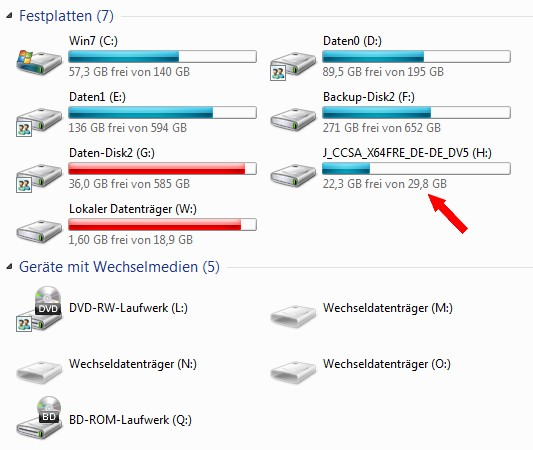 Festplatten (7)
Win7 (C:)
57,3 GB frei von 140 GB
Daten0 (D:)
89,5 GB frei von 195 GB
Daten1 (E:)
136 GB frei von 594 GB
Backup-Disk2 (F:)
271 GB frei von 652 GB
Daten-Disk2 (G:)
36,0 GB frei von 585 GB
J_CCSA_X64FRE_DE-DE_DV5 (H:)
22,3 GB frei von 29,8 GB
Lokaler Datenträger (W:)
1,60 GB frei von 18,9 GB
Geräte mit Wechselmedien (5)
DVD
DVD-RW-Laufwerk (L:)
Wechseldatenträger (M:)
Wechseldatenträger (N:)
Wechseldatenträger (O:)
BD
BD-ROM-Laufwerk (Q:)